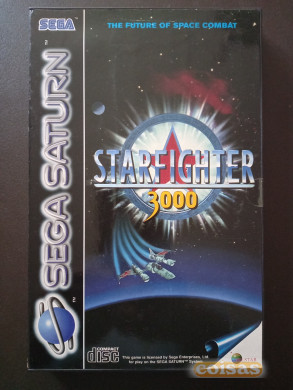 SEGA
THE FUTURE OF SPACE COMBAT
SEGA SATURN™
STARFIGHTER
3000
COMPACT
disc
This game is licensed by Sega Enterprises, Ltd
for play on the SEGA SATURN™ System
coisas